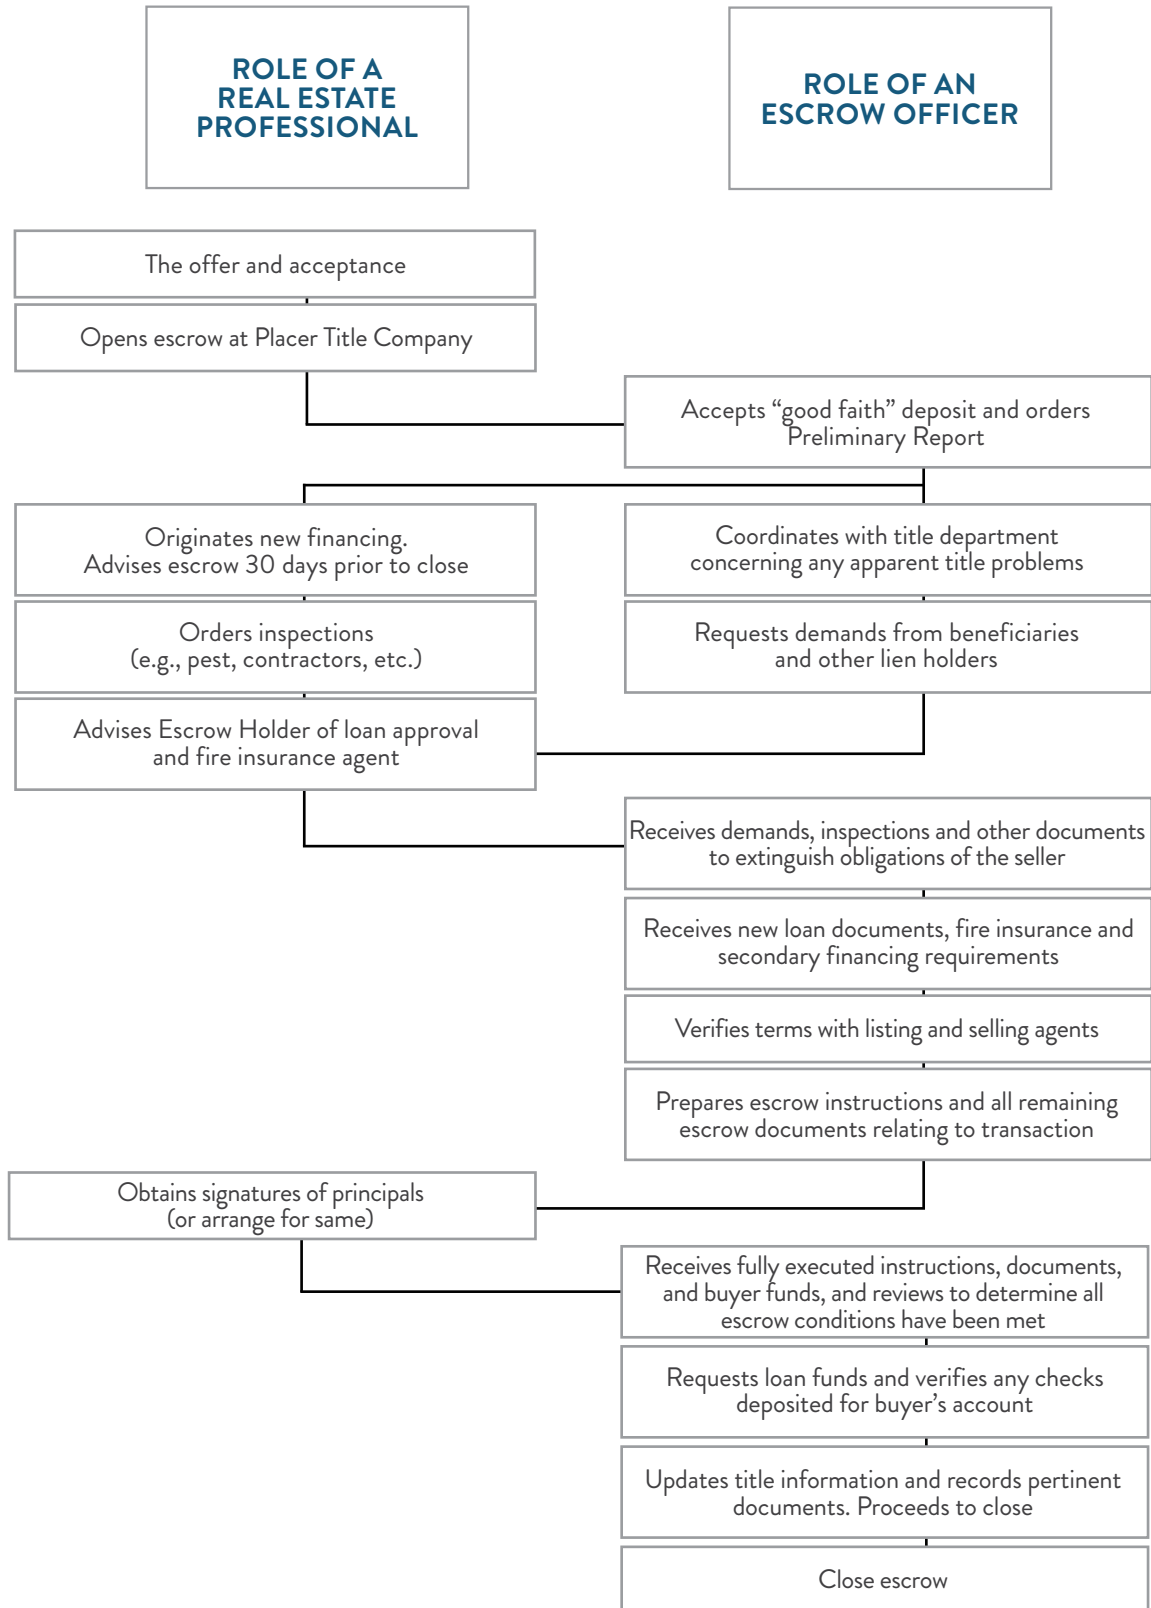 ROLE OF A
REAL ESTATE
PROFESSIONAL
ROLE OF AN
ESCROW OFFICER
The offer and acceptance
Opens escrow at Placer Title Company
Accepts “good faith” deposit and orders
Preliminary Report
Originates new financing.
Advises escrow 30 days prior to close
Coordinates with title department
concerning any apparent title problems
Orders inspections
(e.g., pest, contractors, etc.)
Requests demands from beneficiaries
and other lien holders
Advises Escrow Holder of loan approval
and fire insurance agent
Receives demands, inspections and other documents
to extinguish obligations of the seller
Receives new loan documents, fire insurance and
secondary financing requirements
Verifies terms with listing and selling agents
Prepares escrow instructions and all remaining
escrow documents relating to transaction
Obtains signatures of principals
(or arrange for same)
Receives fully executed instructions, documents,
and buyer funds, and reviews to determine all
escrow conditions have been met
Requests loan funds and verifies any checks
deposited for buyer’s account
Updates title information and records pertinent
documents. Proceeds to close
Close escrow